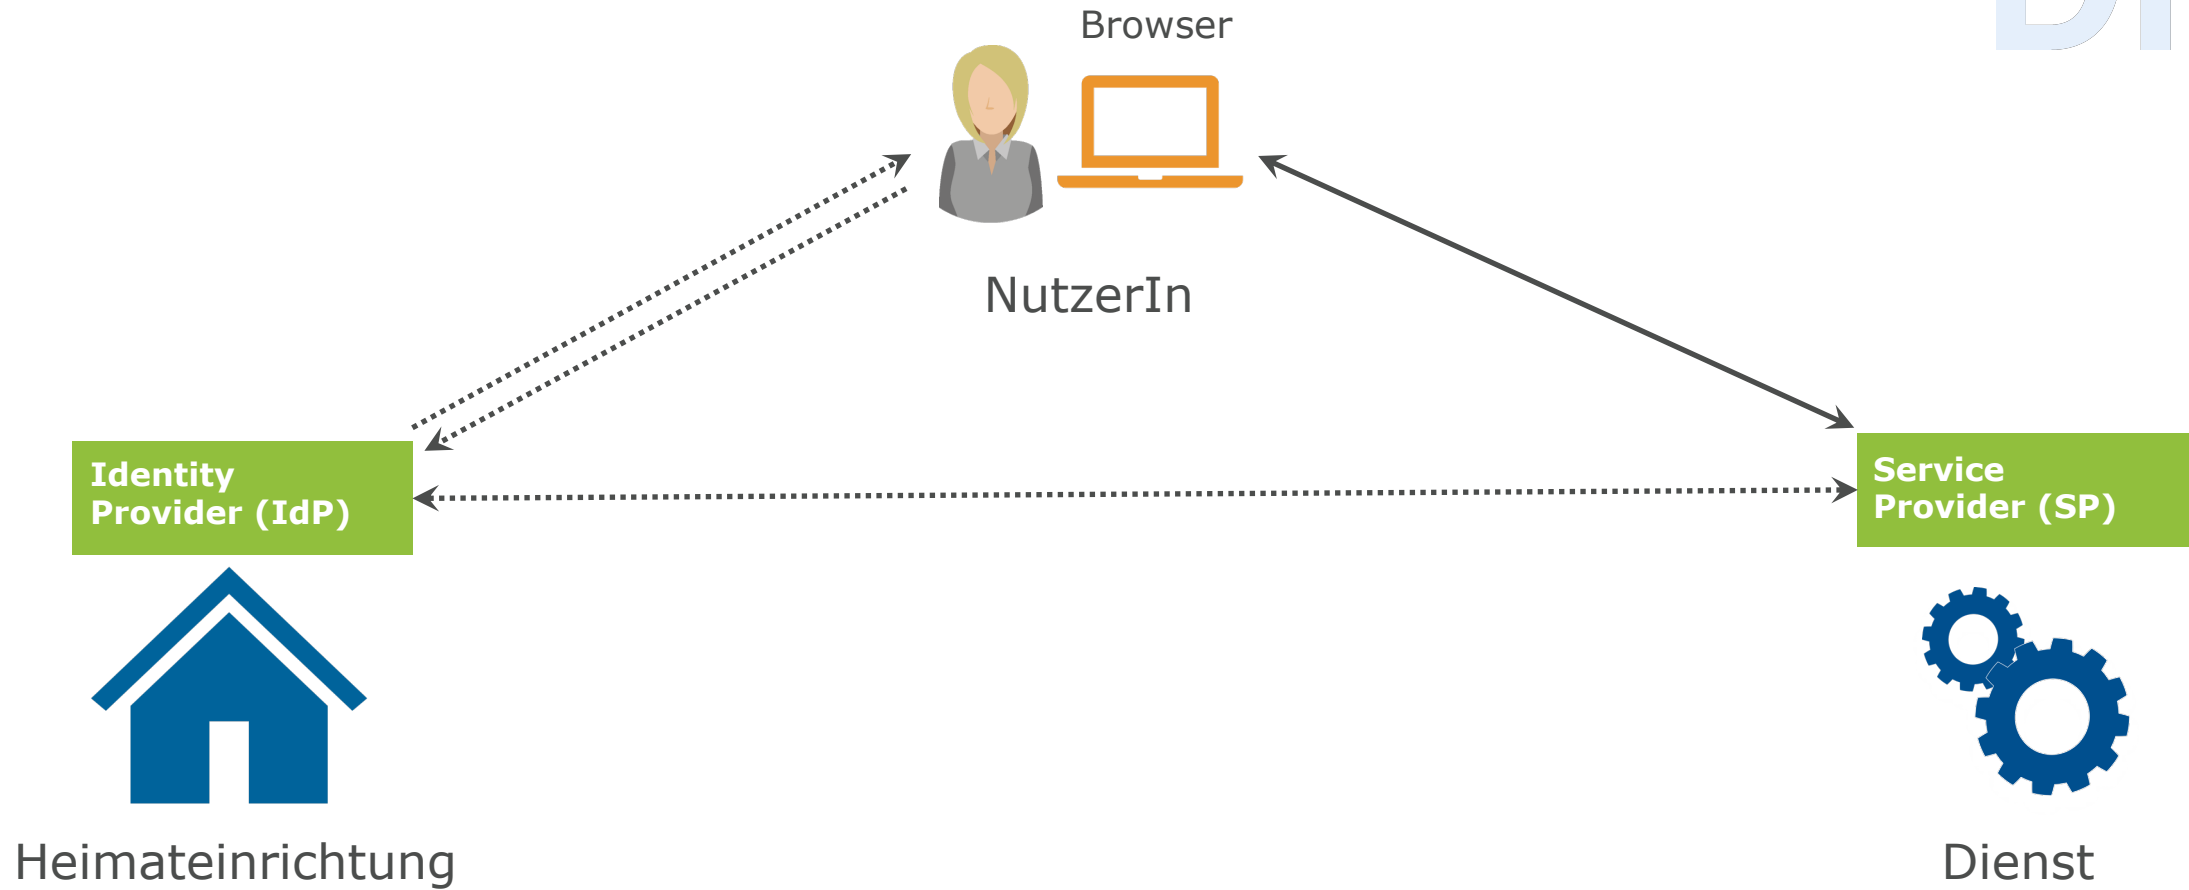 Browser
NutzerIn
Identity
Provider (IdP)
Service
Provider (SP)
Heimateinrichtung
Dienst